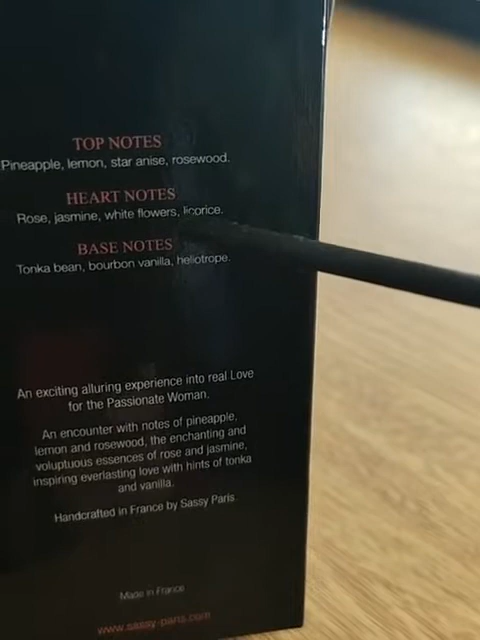 TOP NOTES
Pineapple, lemon, star anise, rosewood.
HEART NOTES
Rose, jasmine, white flowers, licorice.
BASE NOTES
Tonka bean, bourbon vanilla, heliotrope.
An exciting alluring experience into real Love
for the Passionate Woman.
An encounter with notes of pineapple,
lemon and rosewood, the enchanting and
voluptuous essences of rose and jasmine,
inspiring everlasting love with hints of tonka
and vanilla.
Handcrafted in France by Sassy Paris
Made in France
www.sassy-paris.com